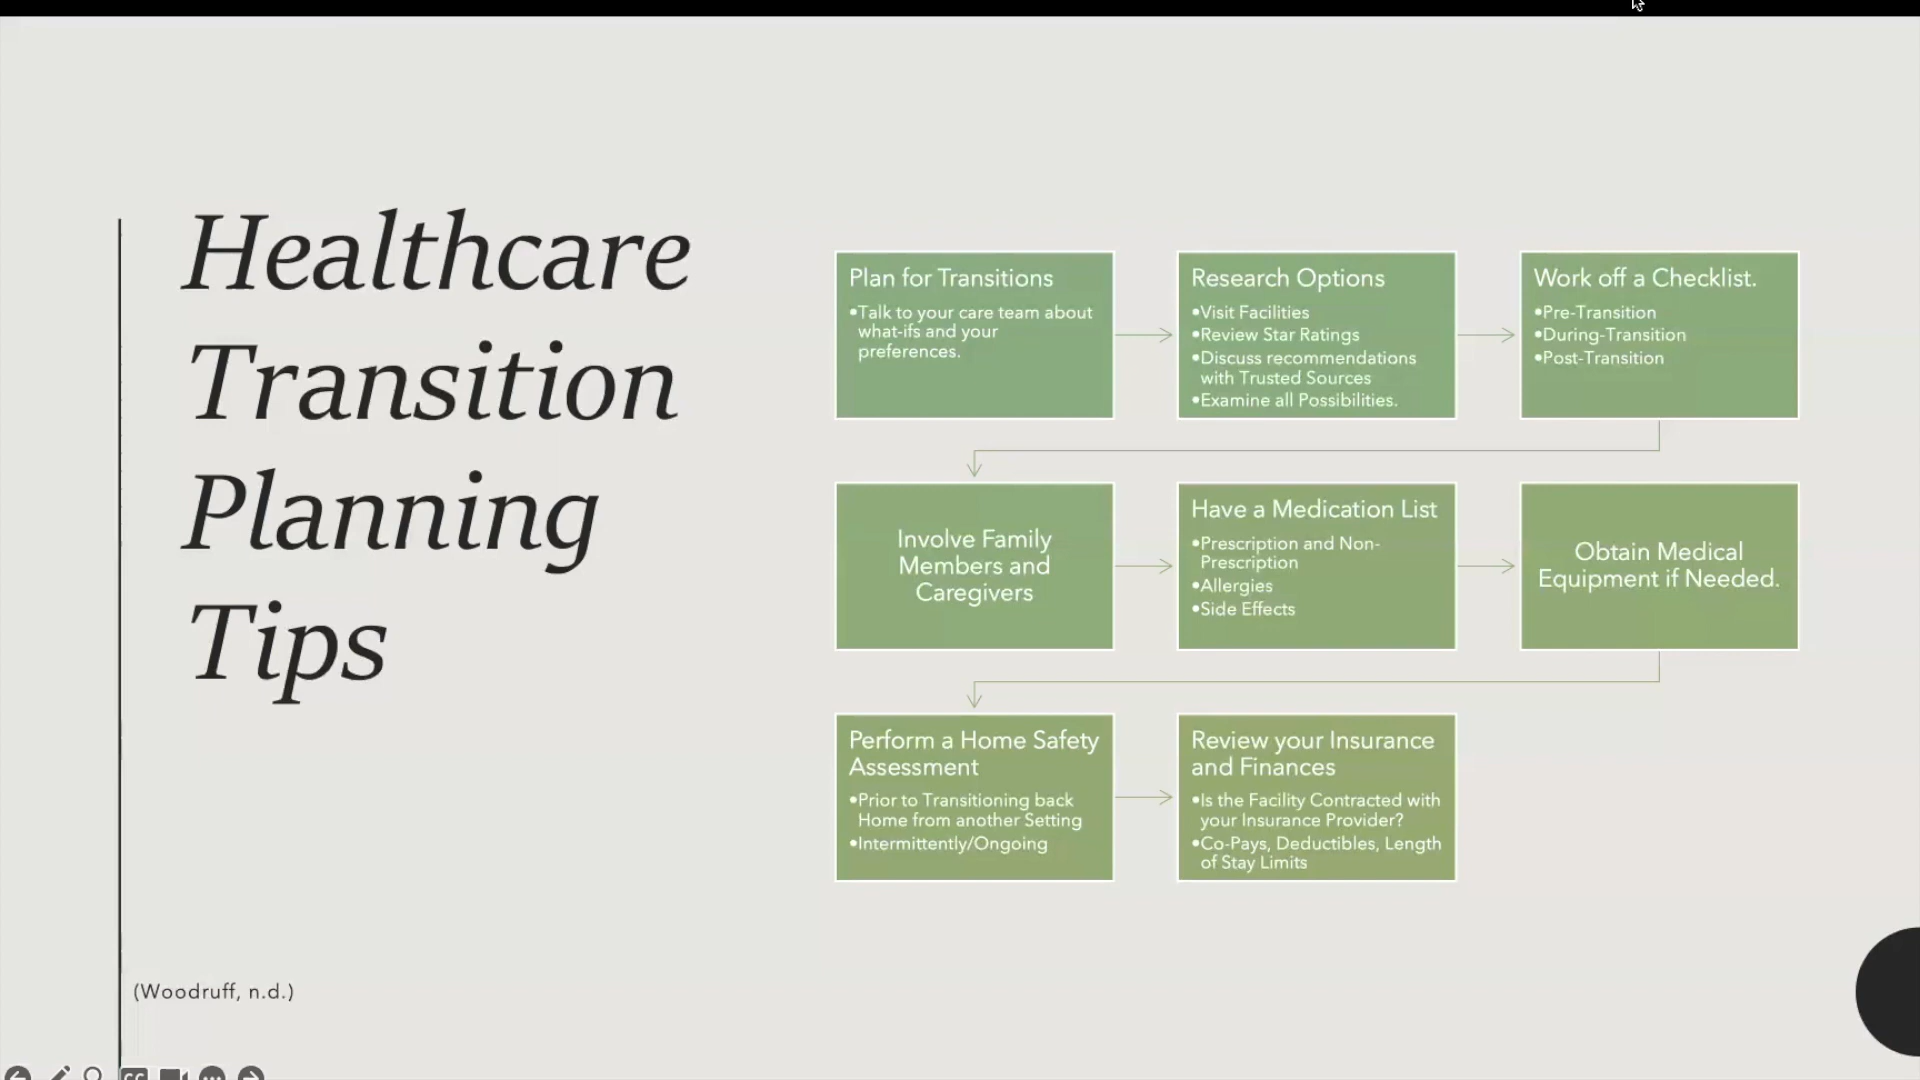 Healthcare
Transition
Planning
Tips
(Woodruff, n.d.)
Plan for Transitions
•Talk to your care team about
what-ifs and your
preferences.
Research Options
•Visit Facilities
•Review Star Ratings
•Discuss recommendations
with Trusted Sources
•Examine all Possibilities.
Work off a Checklist.
•Pre-Transition
•During-Transition
•Post-Transition
Involve Family
Members and
Caregivers
Have a Medication List
•Prescription and Non-
Prescription
•Allergies
•Side Effects
Obtain Medical
Equipment if Needed.
Perform a Home Safety
Assessment
•Prior to Transitioning back
Home from another Setting
•Intermittently/Ongoing
Review your Insurance
and Finances
•Is the Facility Contracted with
your Insurance Provider?
•Co-Pays, Deductibles, Length
of Stay Limits
CC